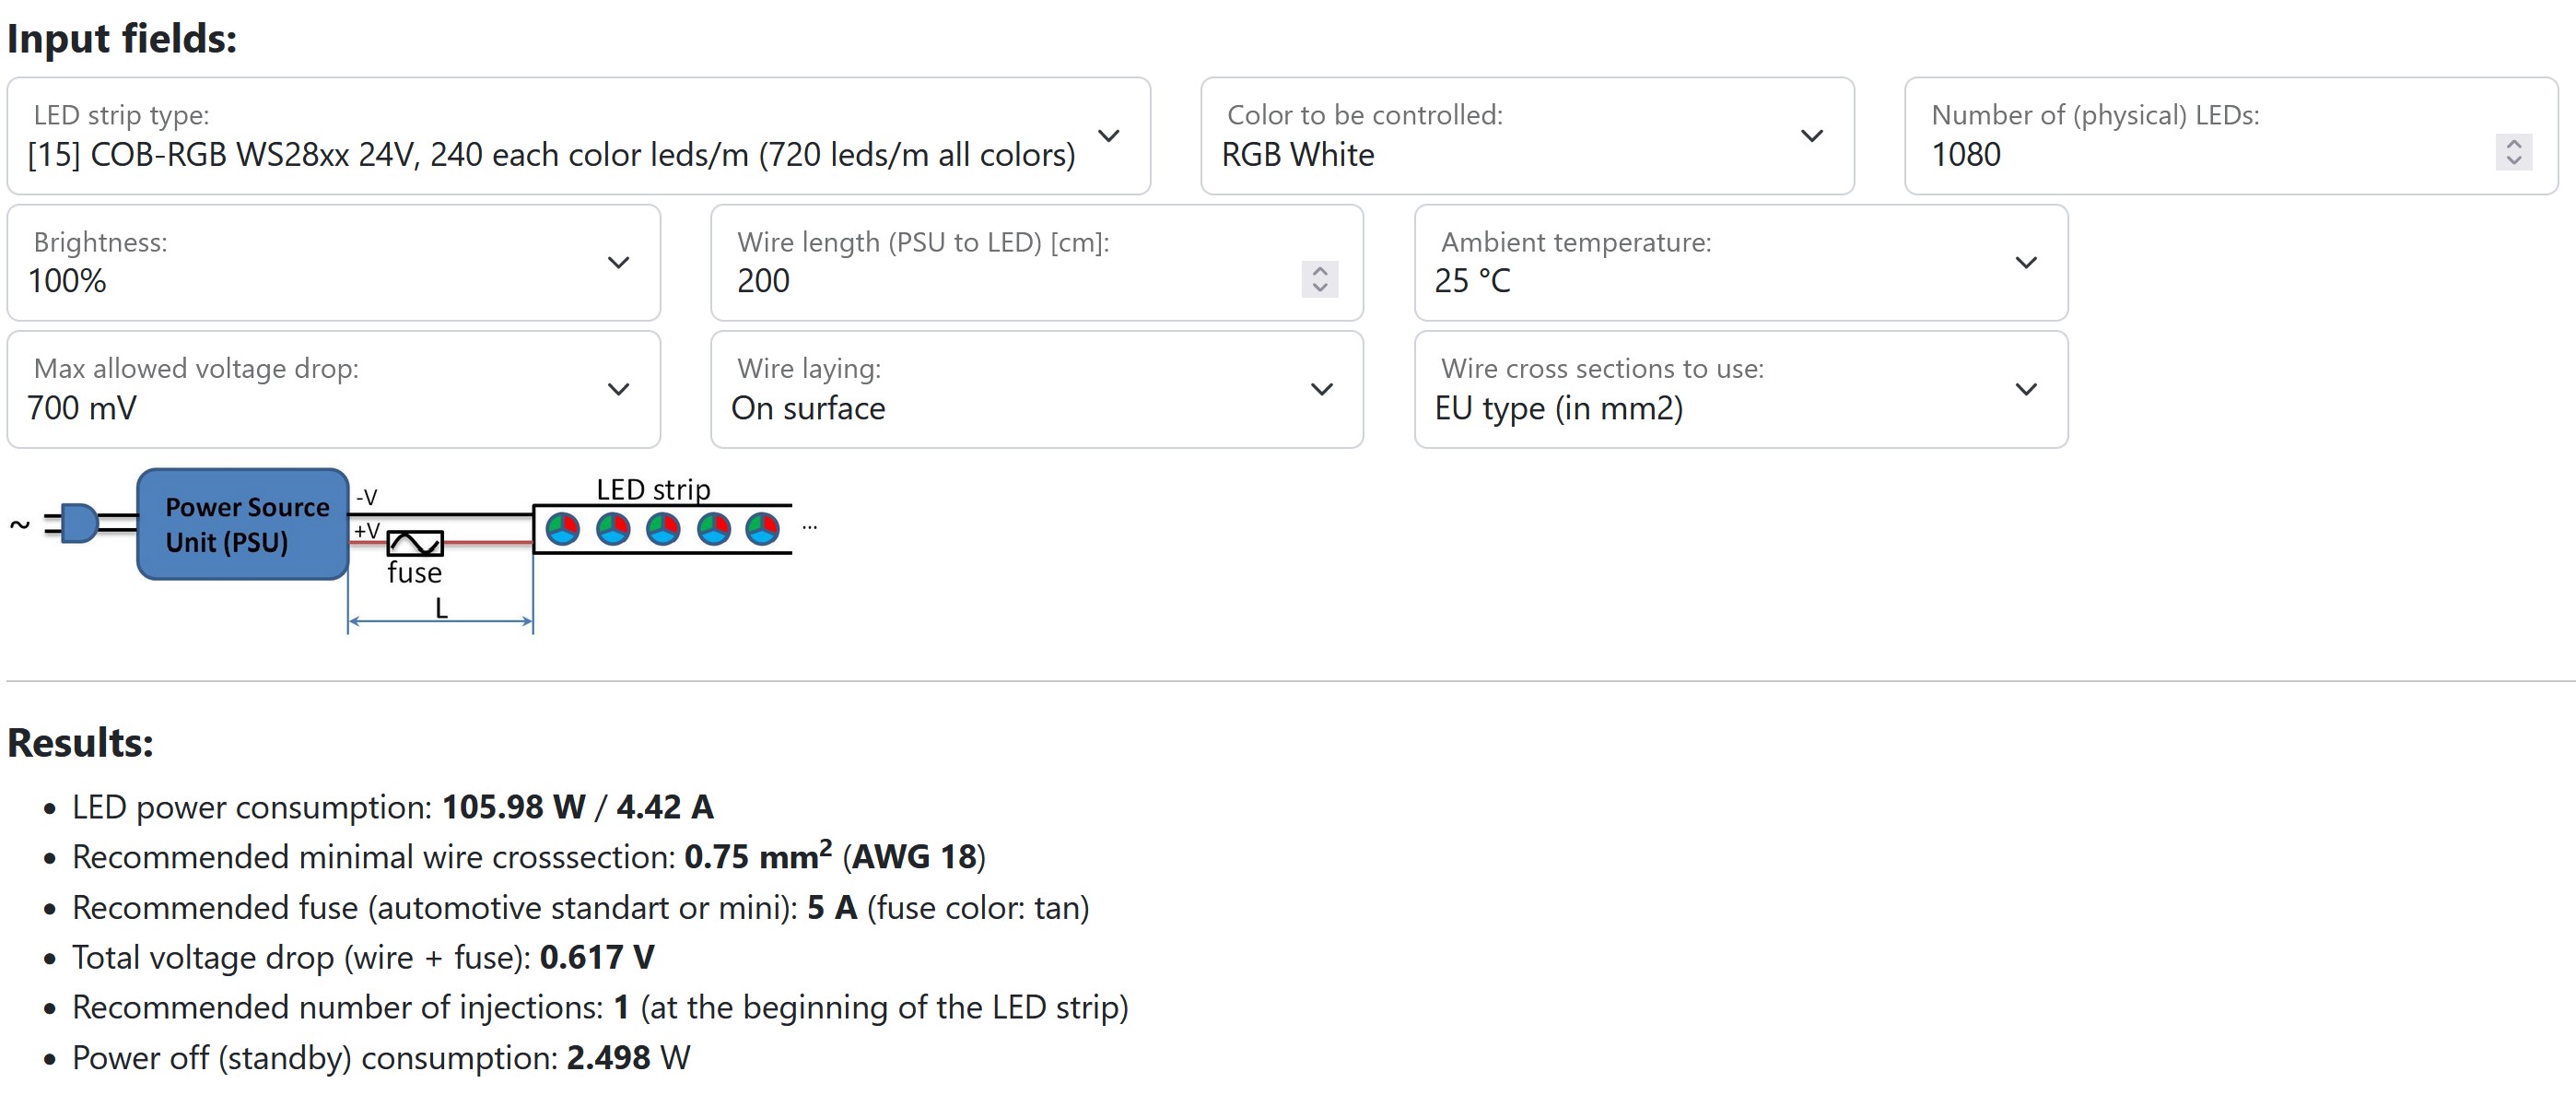 Input fields:
LED strip type:
[15] COB-RGB WS28xx 24V, 240 each color leds/m (720 leds/m all colors)
Color to be controlled:
RGB White
Number of (physical) LEDs:
1080
Brightness:
100%
Wire length (PSU to LED) [cm]:
200
Ambient temperature:
25 °C
Max allowed voltage drop:
700 mV
Wire laying:
On surface
Wire cross sections to use:
EU type (in mm2)
~
Power Source
Unit (PSU)
-V
+V
fuse
L
LED strip
...
Results:
• LED power consumption: 105.98 W / 4.42 A
• Recommended minimal wire crosssection: 0.75 mm² (AWG 18)
• Recommended fuse (automotive standart or mini): 5 A (fuse color: tan)
• Total voltage drop (wire + fuse): 0.617 V
• Recommended number of injections: 1 (at the beginning of the LED strip)
• Power off (standby) consumption: 2.498 W